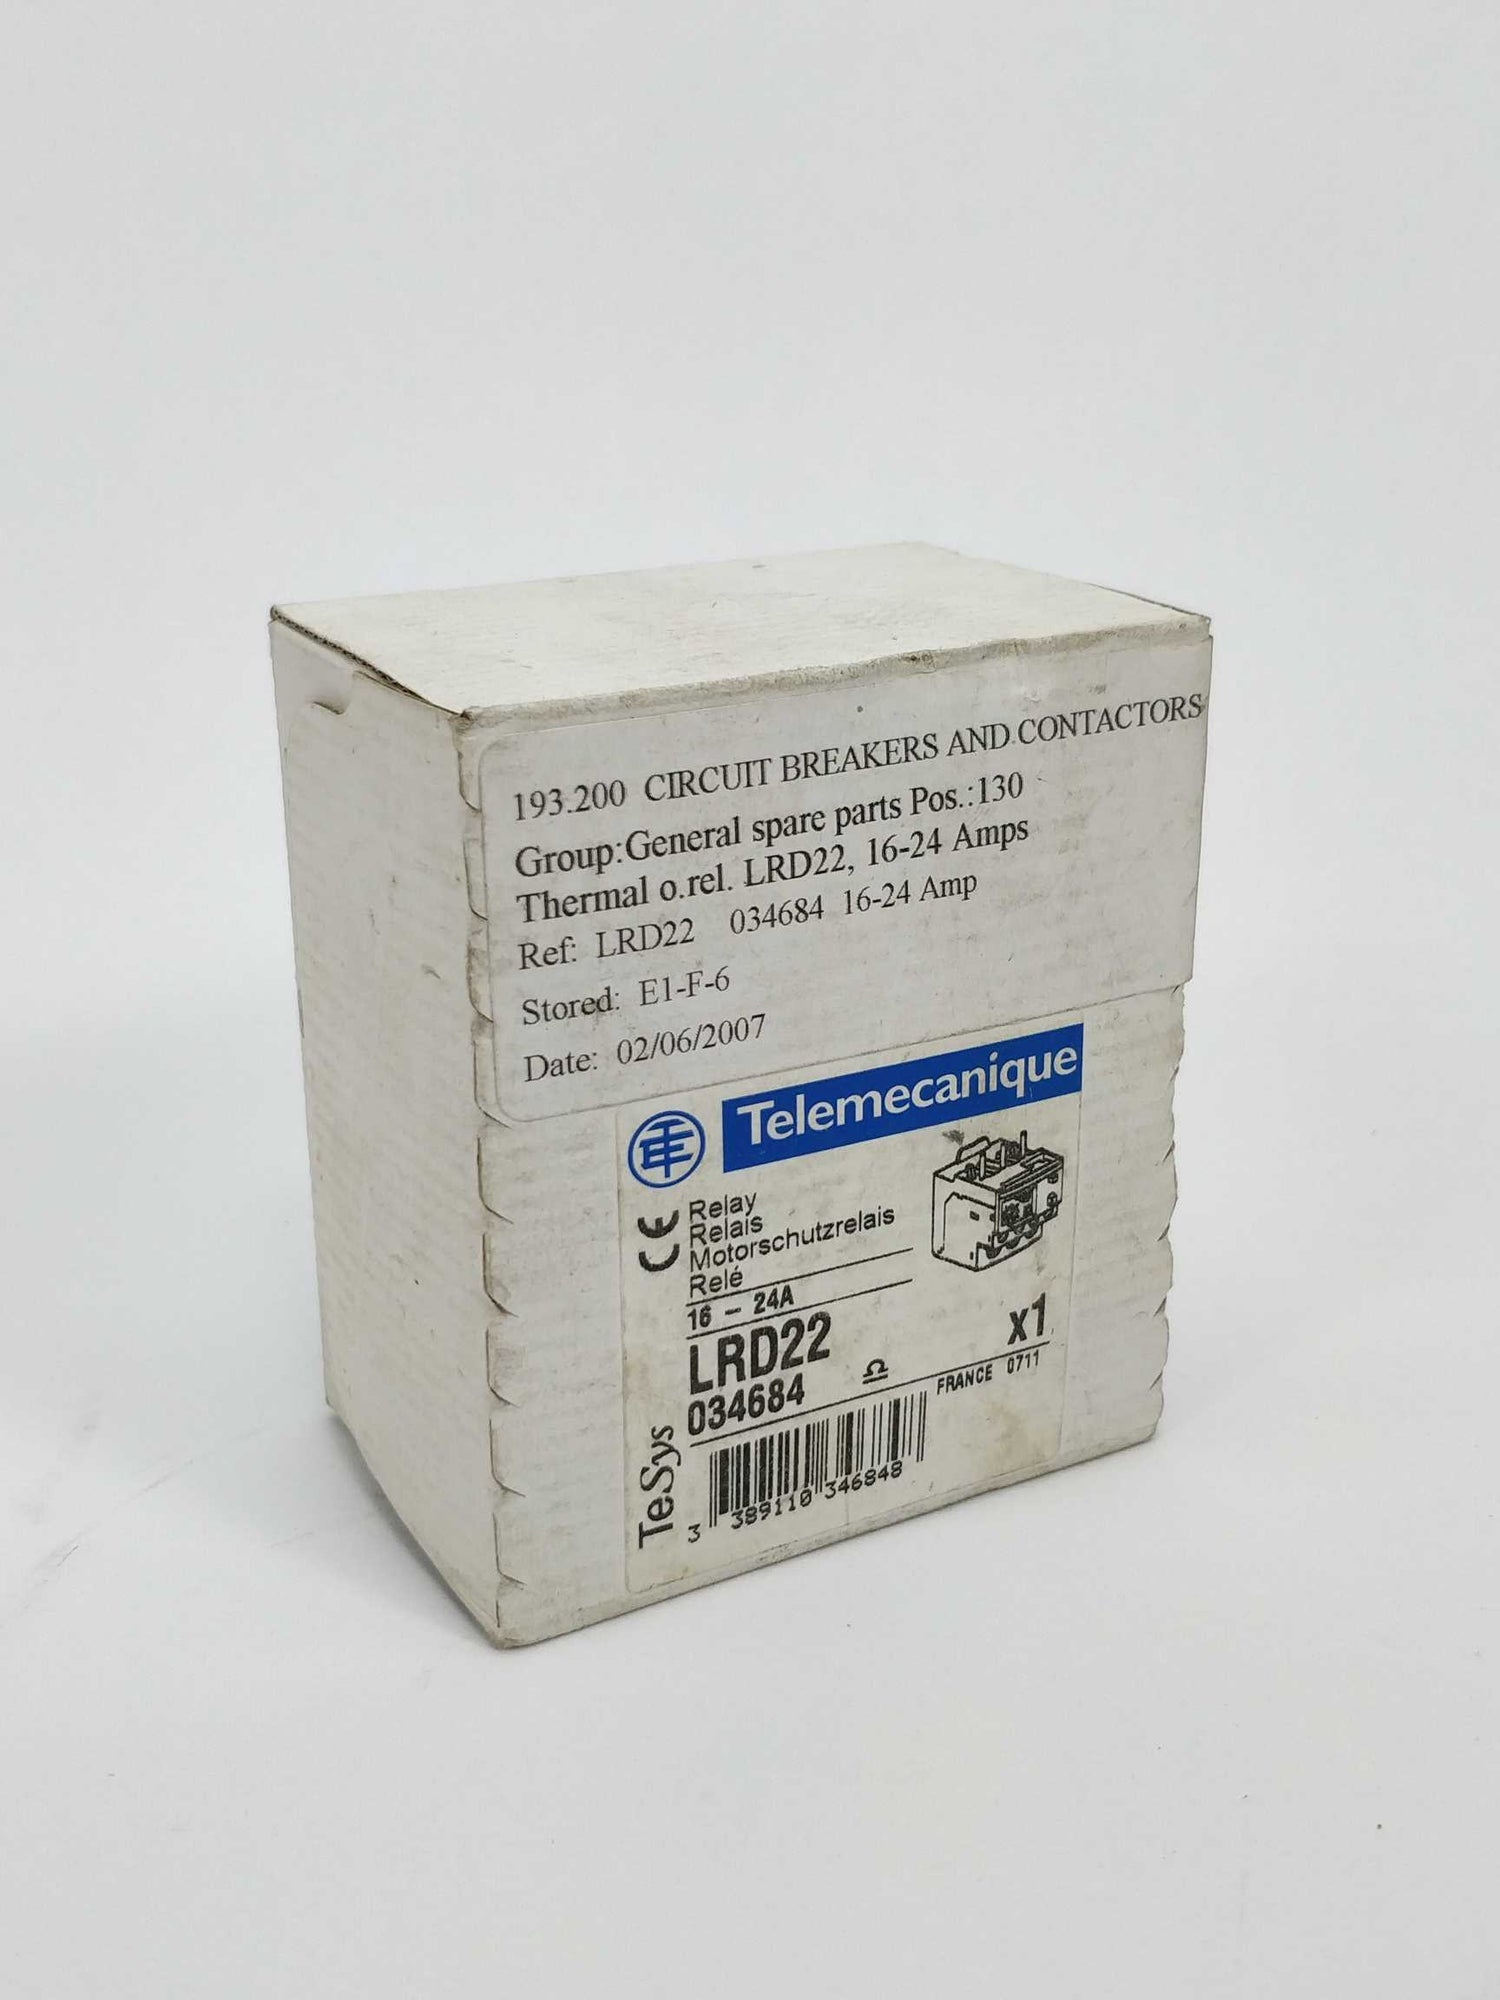 193.200 CIRCUIT BREAKERS AND CONTACTORS
Group:General spare parts Pos.:130
Thermal o.rel. LRD22, 16-24 Amps
Ref: LRD22 034684 16-24 Amp
Stored: E1-F-6
Date: 02/06/2007
Telemecanique
CE
Relay
Relais
Motorschutzrelais
Relé
16 - 24A
LRD22
x1
034684
FRANCE 0711
TeSys
3 389110 346848